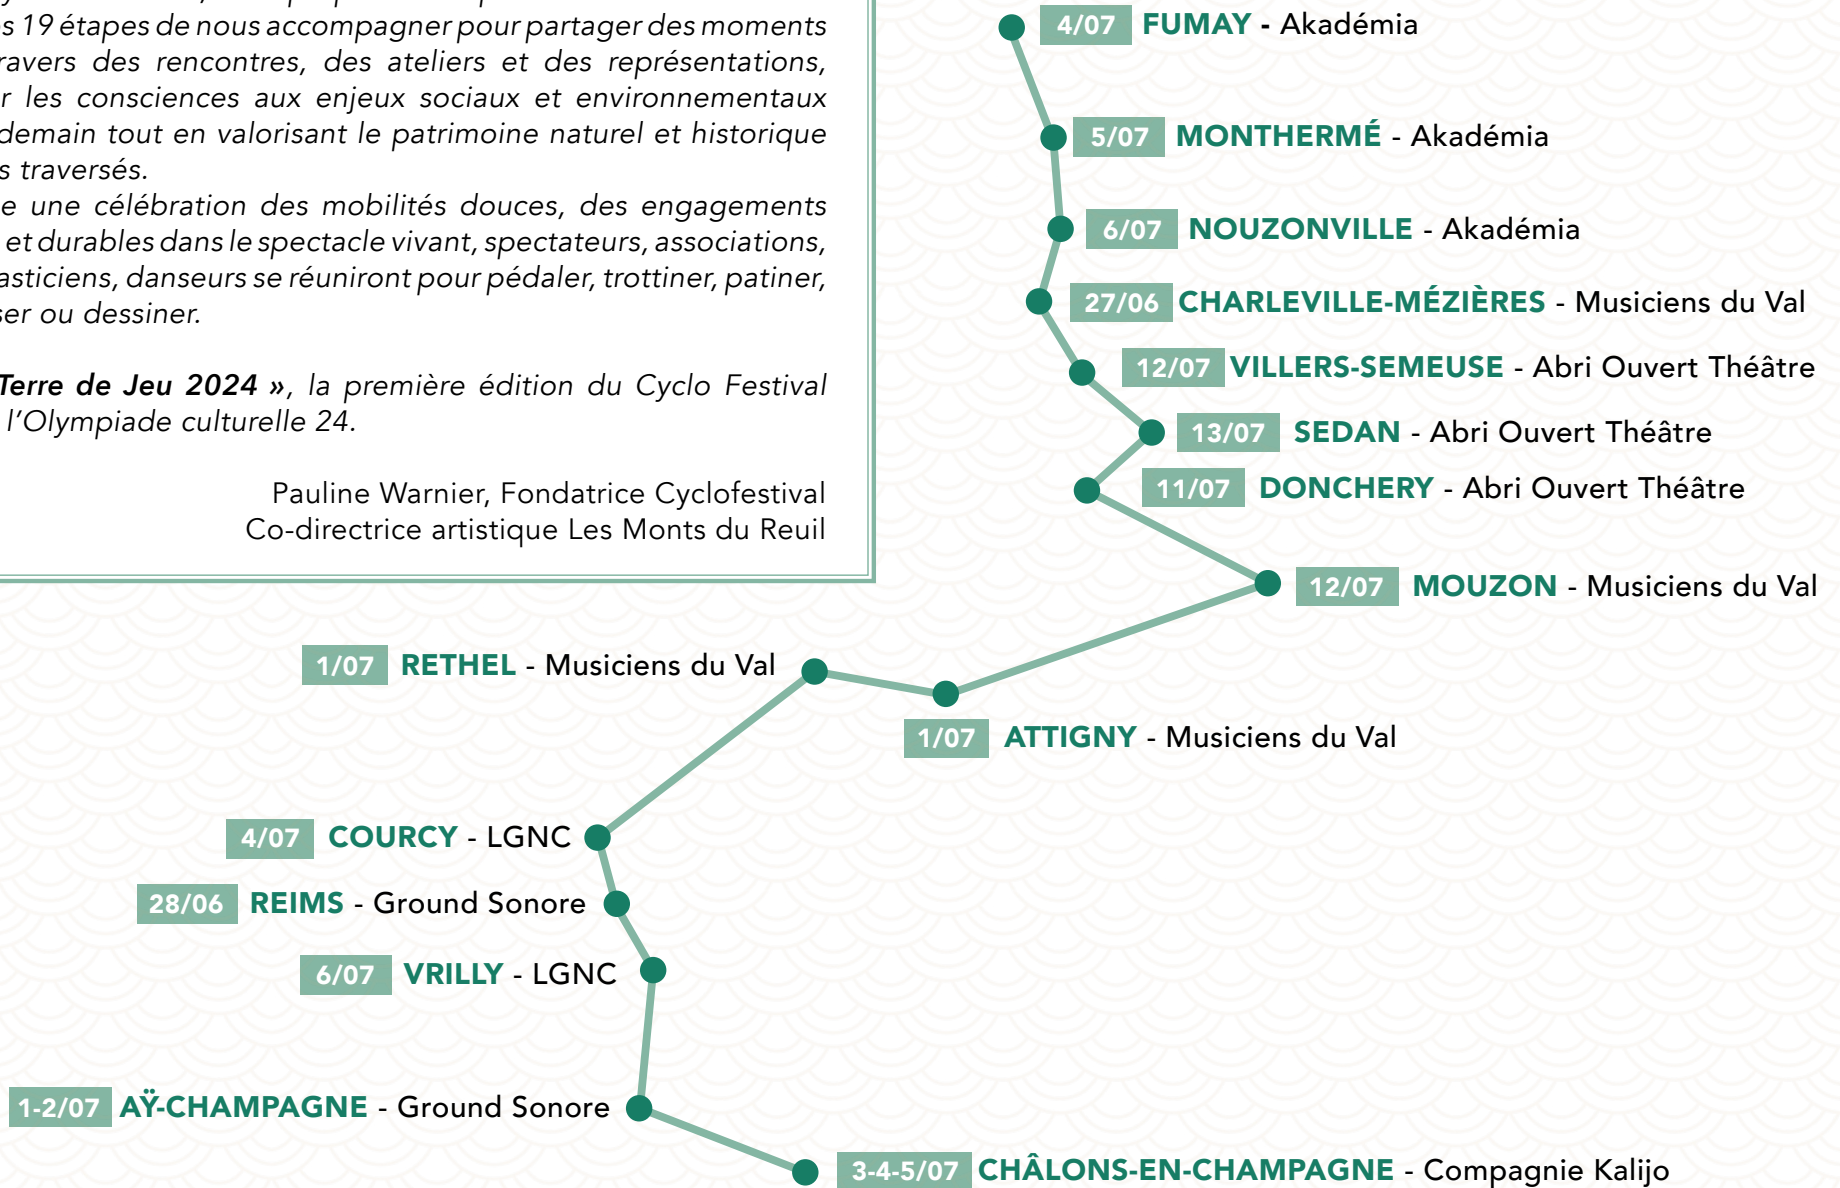 s 19 étapes de nous accompagner pour partager des moments
ravers des rencontres, des ateliers et des représentations,
r les consciences aux enjeux sociaux et environnementaux
demain tout en valorisant le patrimoine naturel et historique
s traversés.
e une célébration des mobilités douces, des engagements
et durables dans le spectacle vivant, spectateurs, associations,
asticiens, danseurs se réuniront pour pédaler, trottiner, patiner,
ser ou dessiner.
Terre de Jeu 2024 », la première édition du Cyclo Festival
l'Olympiade culturelle 24.
Pauline Warnier, Fondatrice Cyclofestival
Co-directrice artistique Les Monts du Reuil
4/07 FUMAY - Akadémia
5/07 MONTHERMÉ - Akadémia
6/07 NOUZONVILLE - Akadémia
27/06 CHARLEVILLE-MÉZIÈRES - Musiciens du Val
12/07 VILLERS-SEMEUSE - Abri Ouvert Théâtre
13/07 SEDAN - Abri Ouvert Théâtre
11/07 DONCHERY - Abri Ouvert Théâtre
12/07 MOUZON - Musiciens du Val
1/07 RETHEL - Musiciens du Val
1/07 ATTIGNY - Musiciens du Val
4/07 COURCY - LGNC
28/06 REIMS - Ground Sonore
6/07 VRILLY - LGNC
1-2/07 AŸ-CHAMPAGNE - Ground Sonore
3-4-5/07 CHÂLONS-EN-CHAMPAGNE - Compagnie Kalijo